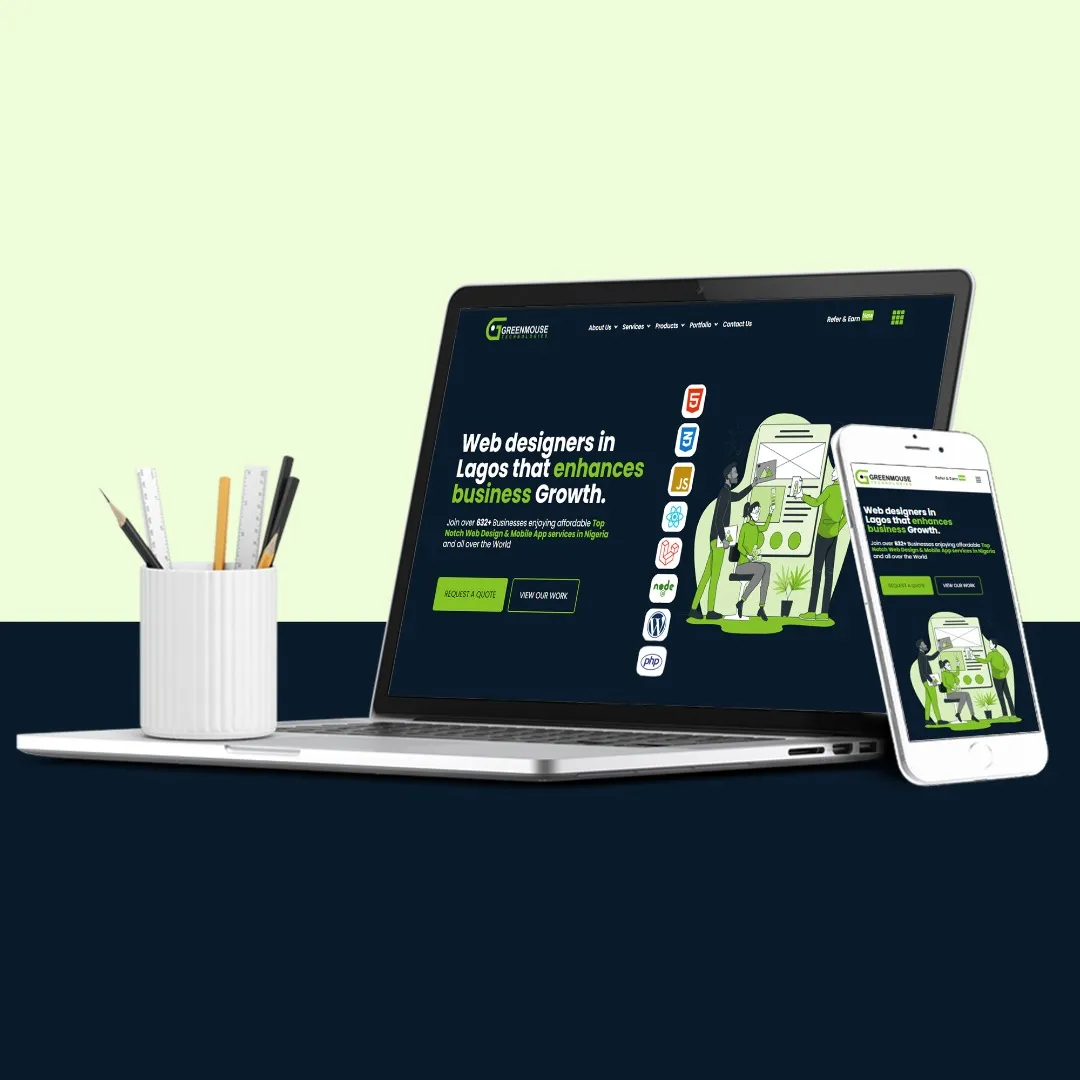 GREENMOUSE
TECHNOLOGIES
About Us Services Products Portfolio Contact Us
Refer & Earn New
Web designers in
Lagos that enhances
business Growth.
Join over 632+ Businesses enjoying affordable Top
Notch Web Design & Mobile App services in Nigeria
and all over the World
REQUEST A QUOTE VIEW OUR WORK
5
3
JS
node
W
php
GREENMOUSE
TECHNOLOGIES
Refer & Earn
Web designers in
Lagos that enhances
business Growth.
Join over 632+ Businesses enjoying affordable Top
Notch Web Design & Mobile App services in Nigeria
and all over the World
REQUEST A QUOTE VIEW OUR WORK